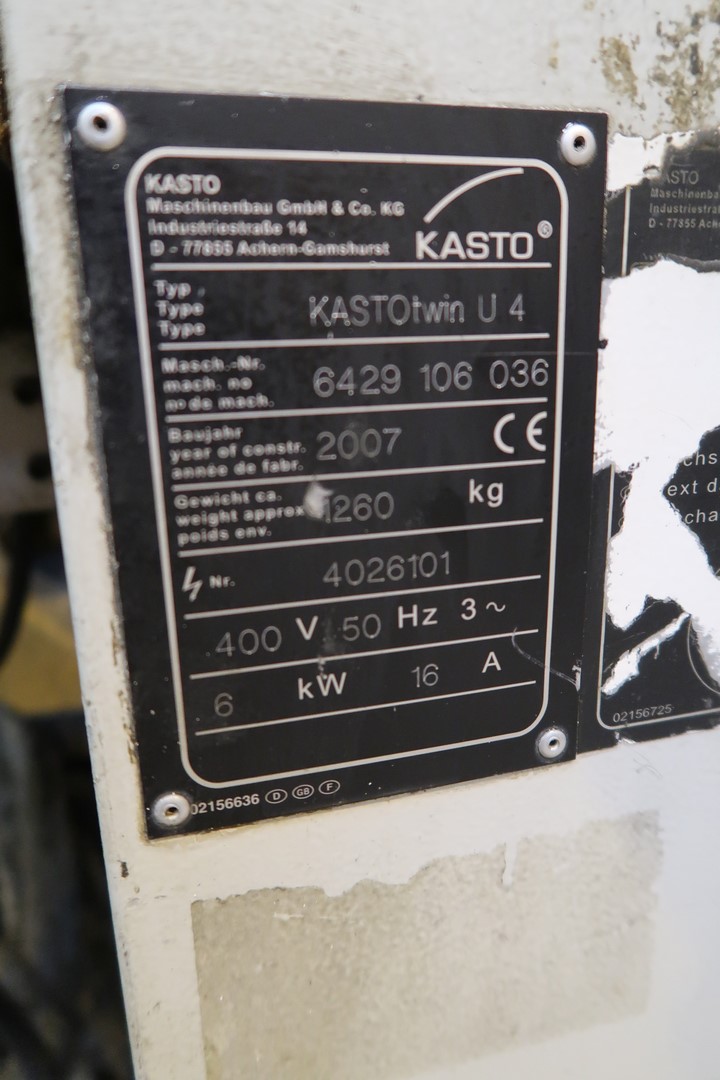 KASTO
Maschinenbau GmbH & Co. KG
Industriestraße 14
D - 77855 Achern-Gamshurst
KASTO®
Typ
Type
Type
KASTOtwin U 4
Masch.-Nr.
mach. no
no de mach.
6429 106 036
Baujahr
year of constr.
année de fabr.
2007
CE
Gewicht ca.
weight approx
poids env.
1260 kg
Nr. 4026101
400 V 50 Hz 3 ~
6 kW 16 A
02156636 D GB F
KASTO
Maschinenba
Industriestra
D - 77855 Ache
chs
ext d
cha
02156725